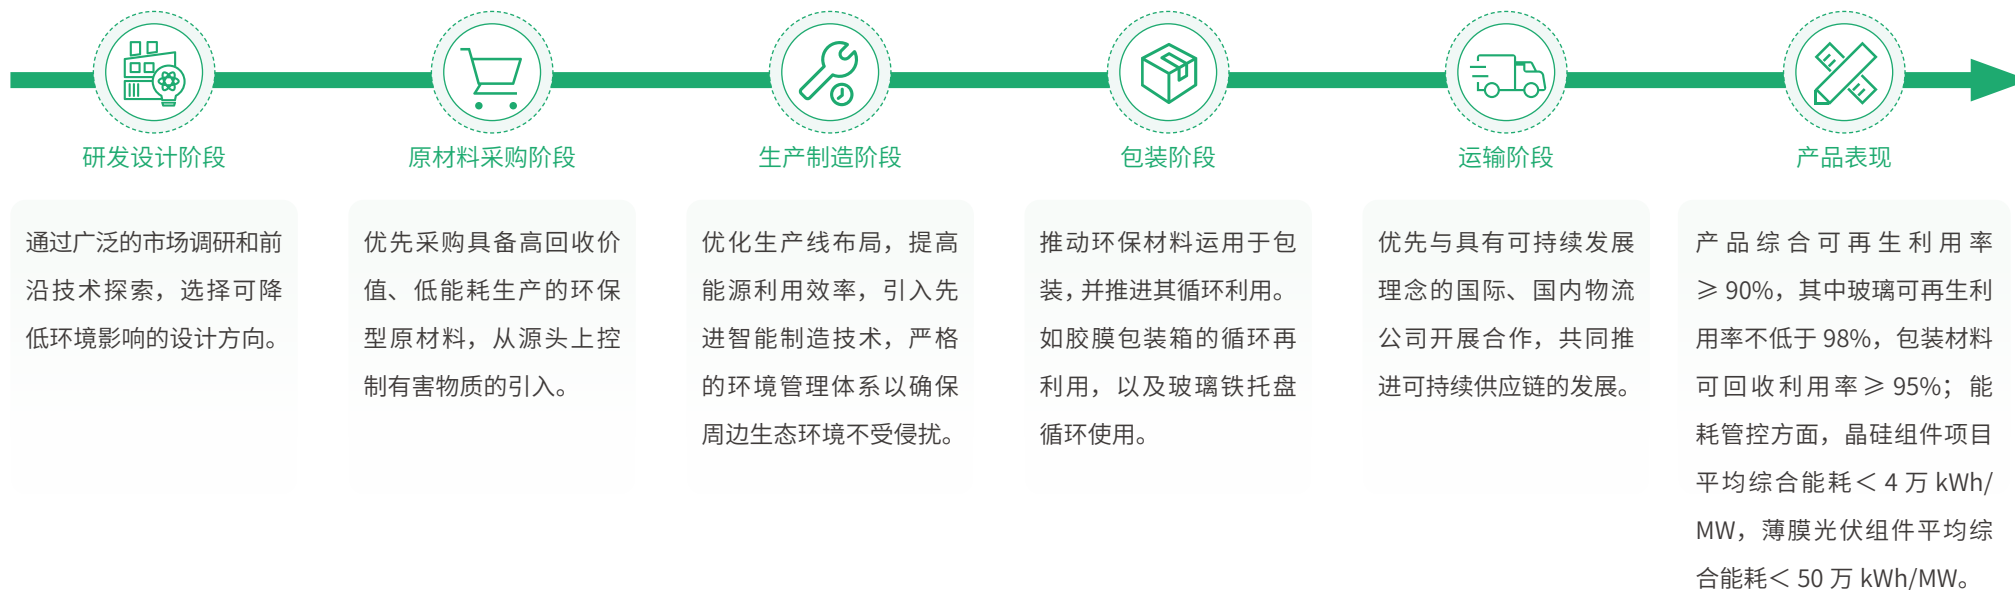 研发设计阶段
通过广泛的市场调研和前
沿技术探索，选择可降
低环境影响的设计方向。
原材料采购阶段
优先采购具备高回收价
值、低能耗生产的环保
型原材料，从源头上控
制有害物质的引入。
生产制造阶段
优化生产线布局，提高
能源利用效率，引入先
进智能制造技术，严格
的环境管理体系以确保
周边生态环境不受侵扰。
包装阶段
推动环保材料运用于包
装，并推进其循环利用。
如胶膜包装箱的循环再
利用，以及玻璃铁托盘
循环使用。
运输阶段
优先与具有可持续发展
理念的国际、国内物流
公司开展合作，共同推
进可持续供应链的发展。
产品表现
产品综合可再生利用率
≥ 90%，其中玻璃可再生利
用率不低于 98%，包装材料
可回收利用率≥ 95%；能
耗管控方面，晶硅组件项目
平均综合能耗＜ 4 万 kWh/
MW，薄膜光伏组件平均综
合能耗＜ 50 万 kWh/MW。